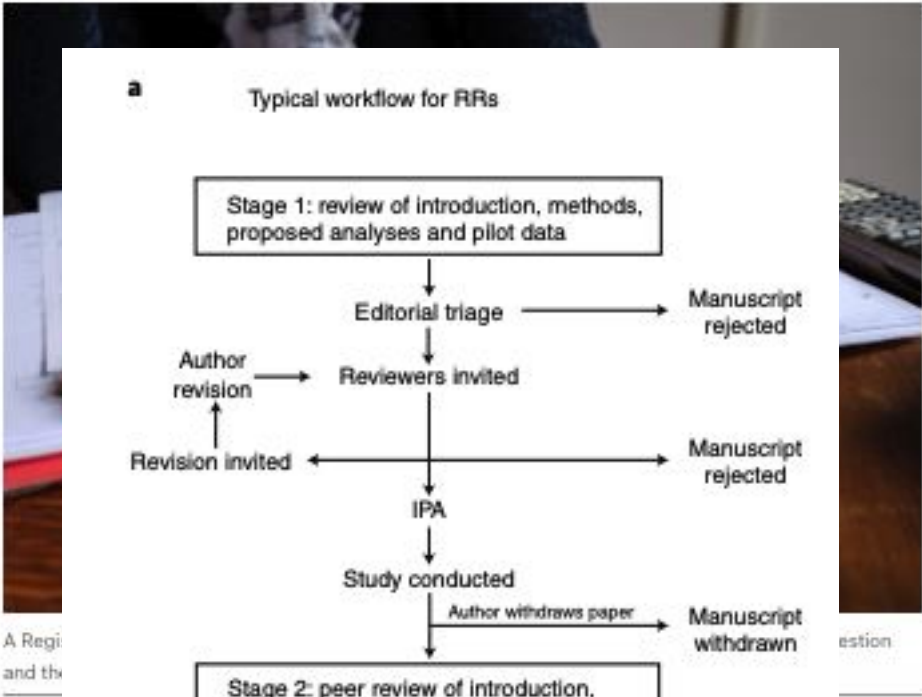 a
Typical workflow for RRs
Stage 1: review of introduction, methods,
proposed analyses and pilot data
Editorial triage
Manuscript
rejected
Author
revision
Reviewers invited
Revision invited
Manuscript
rejected
IPA
Study conducted
Author withdraws paper
Manuscript
withdrawn
A
estion
and
Stage 2: peer review of introduction,